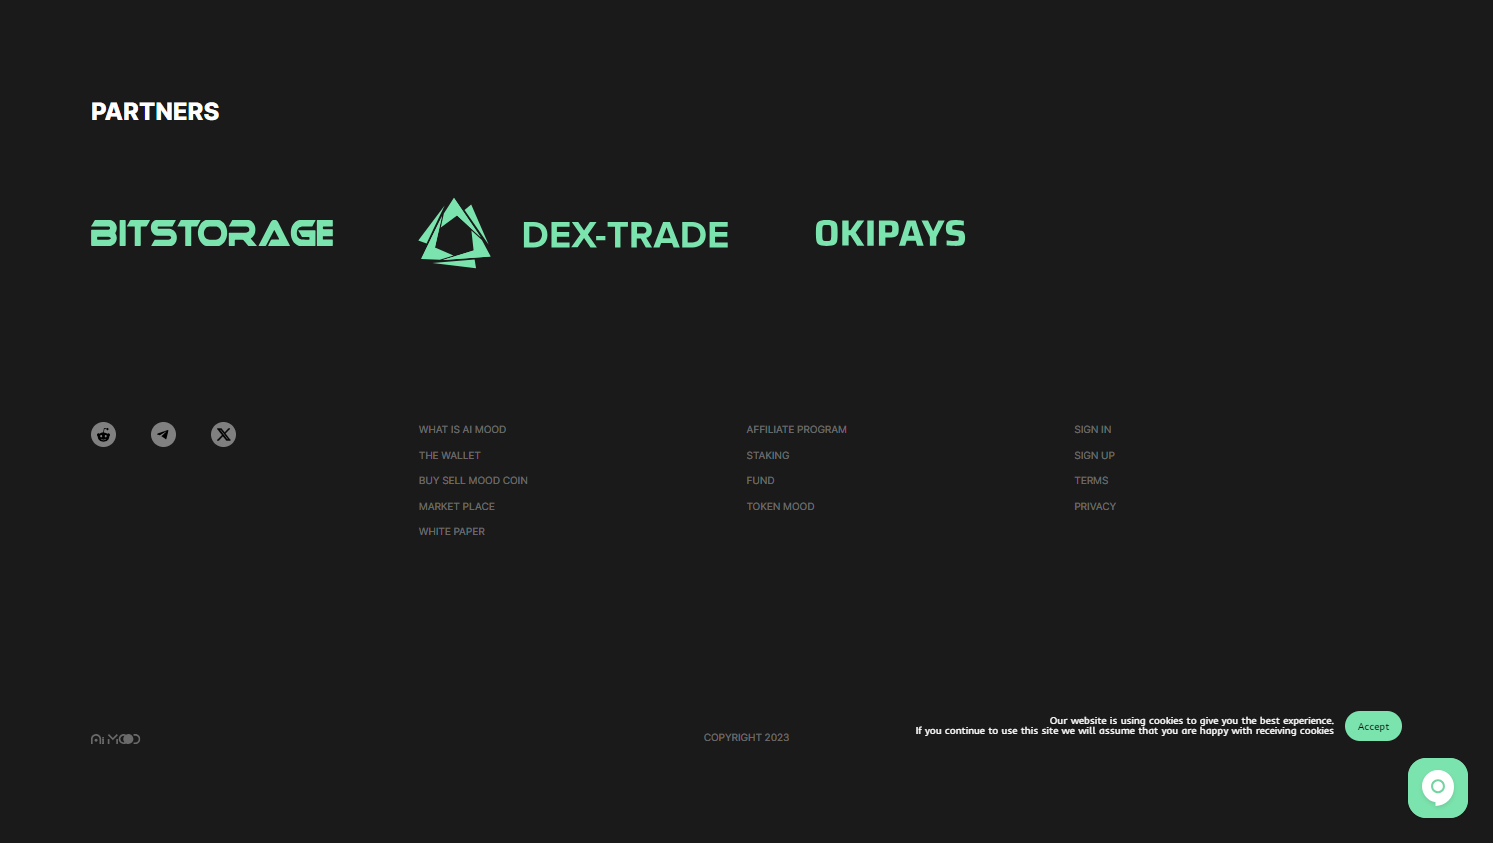 PARTNERS
BITSTORAGE
DEX-TRADE
OKIPAYS
WHAT IS AI MOOD
THE WALLET
BUY SELL MOOD COIN
MARKET PLACE
WHITE PAPER
AFFILIATE PROGRAM
STAKING
FUND
TOKEN MOOD
SIGN IN
SIGN UP
TERMS
PRIVACY
Ai MOOD
COPYRIGHT 2023
Our website is using cookies to give you the best experience.
If you continue to use this site we will assume that you are happy with receiving cookies
Accept